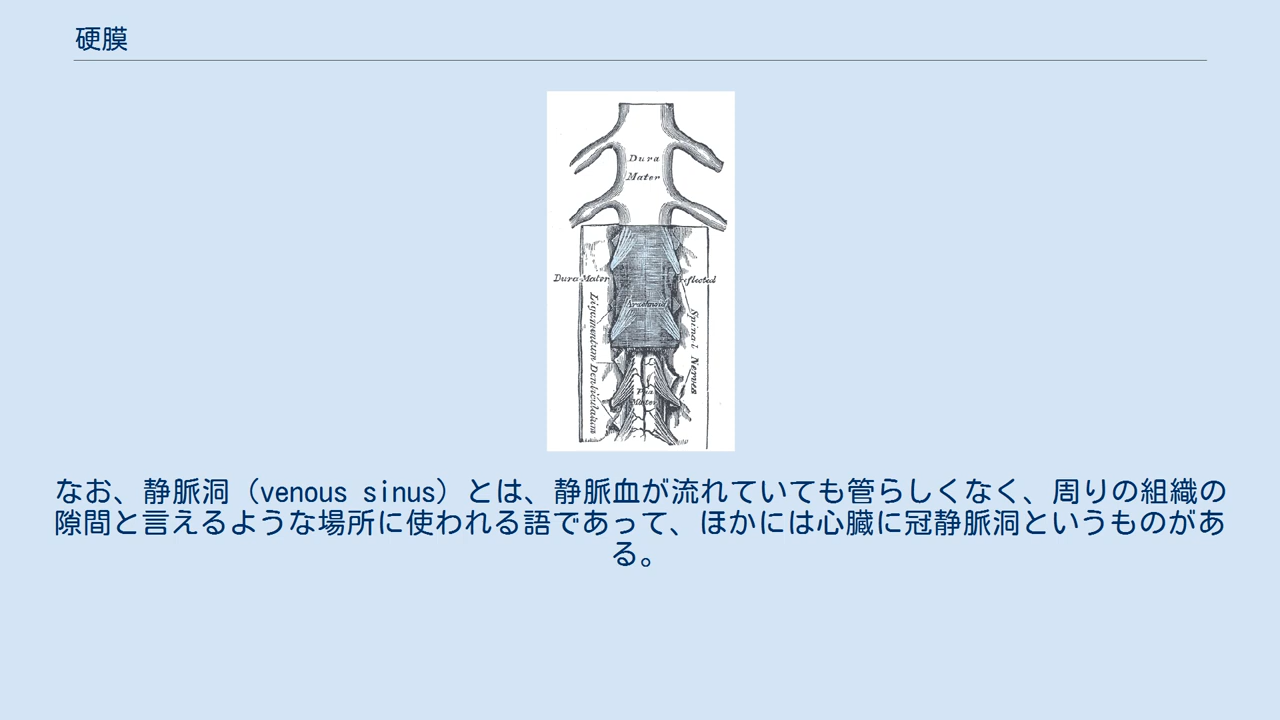 硬膜
Dura
Mater
Dura Mater
Reflected
Arachnoid
Ligamentum Denticulatum
Spinal Nerves
Pia
Mater
なお、静脈洞（venous sinus）とは、静脈血が流れていても管らしくなく、周りの組織の
隙間と言えるような場所に使われる語であって、ほかには心臓に冠静脈洞というものがあ
る。